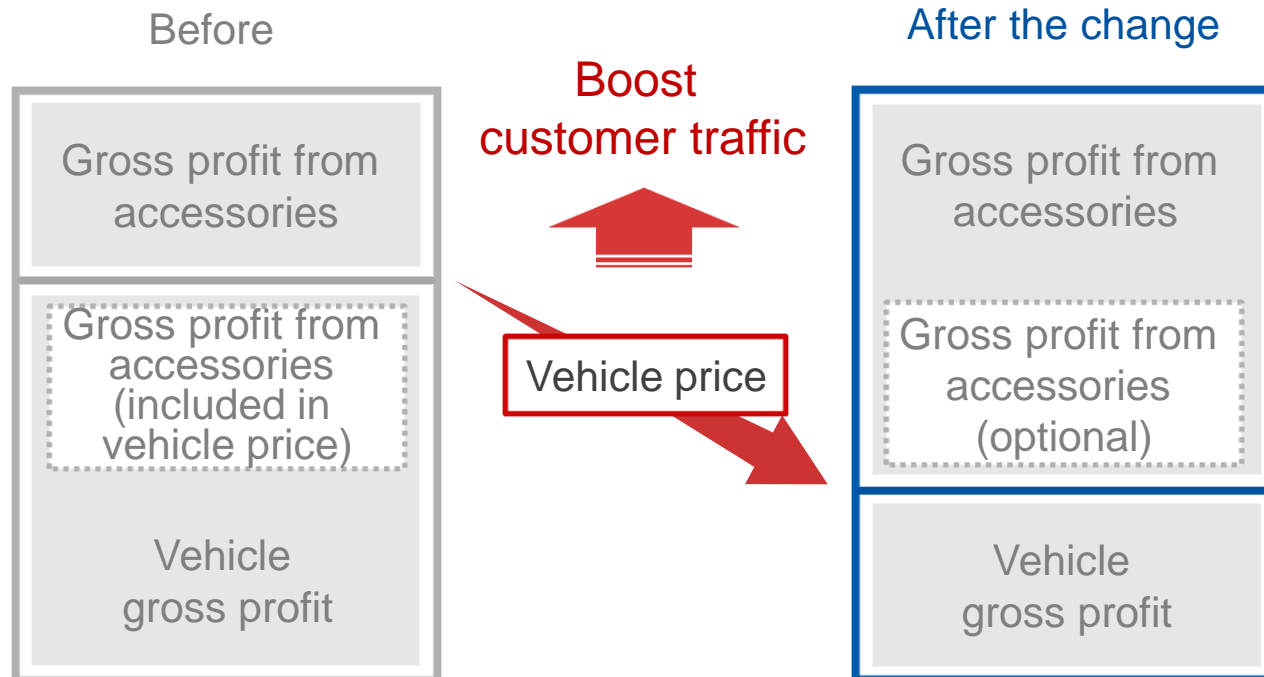 Before
Gross profit from
accessories
Gross profit from
accessories
(included in
vehicle price)
Vehicle
gross profit
Boost
customer traffic
Vehicle price
After the change
Gross profit from
accessories
Gross profit from
accessories
(optional)
Vehicle
gross profit